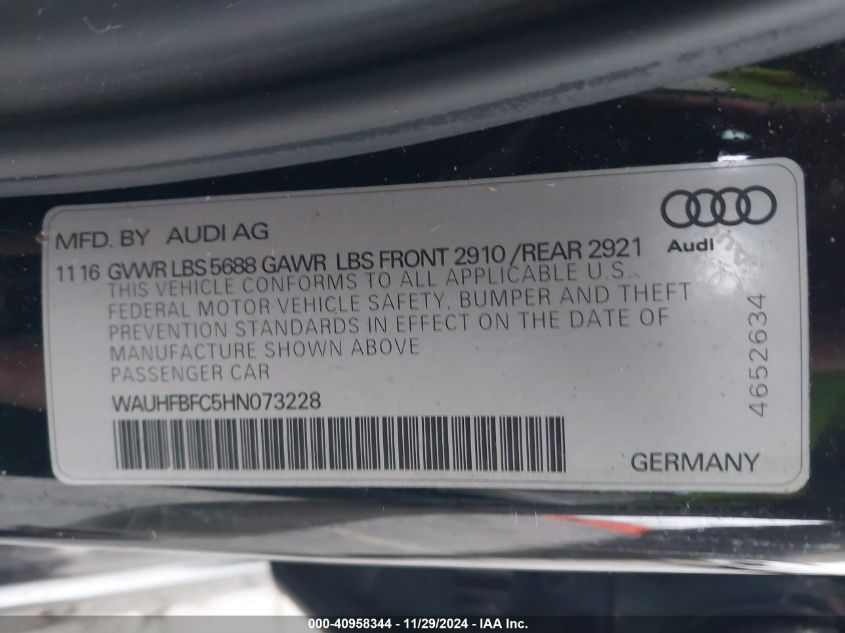 MFD. BY AUDI AG
Audi
11 16 GVWR LBS 5688 GAWR LBS FRONT 2910 /REAR 2921
THIS VEHICLE CONFORMS TO ALL APPLICABLE U.S.
FEDERAL MOTOR VEHICLE SAFETY, BUMPER AND THEFT
PREVENTION STANDARDS IN EFFECT ON THE DATE OF
MANUFACTURE SHOWN ABOVE
PASSENGER CAR
WAUHFBFC5HN073228
4652634
GERMANY
000-40958344 - 11/29/2024 - IAA Inc.